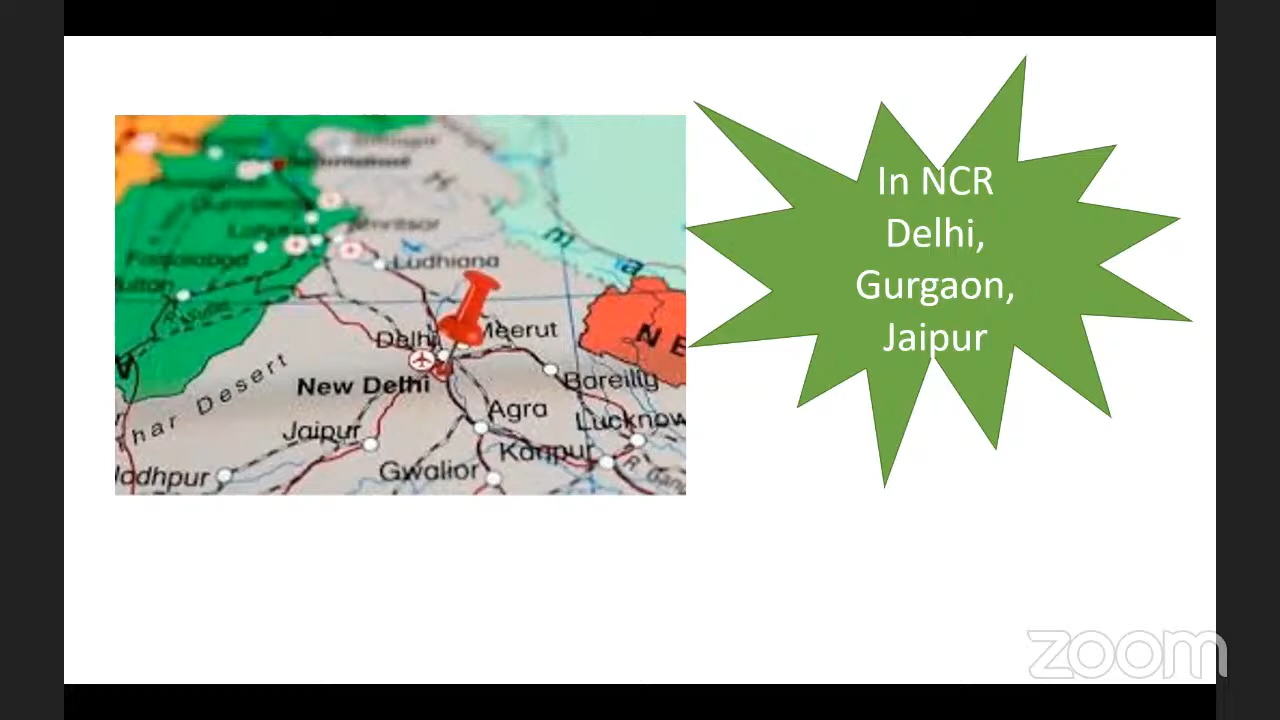 Amritsar
Ludhiana
Delhi
Meerut
New Delhi
Bareilly
Thar Desert
Agra
Lucknow
Jaipur
Kanpur
Jodhpur
Gwalior
N E
In NCR
Delhi,
Gurgaon,
Jaipur
zoom